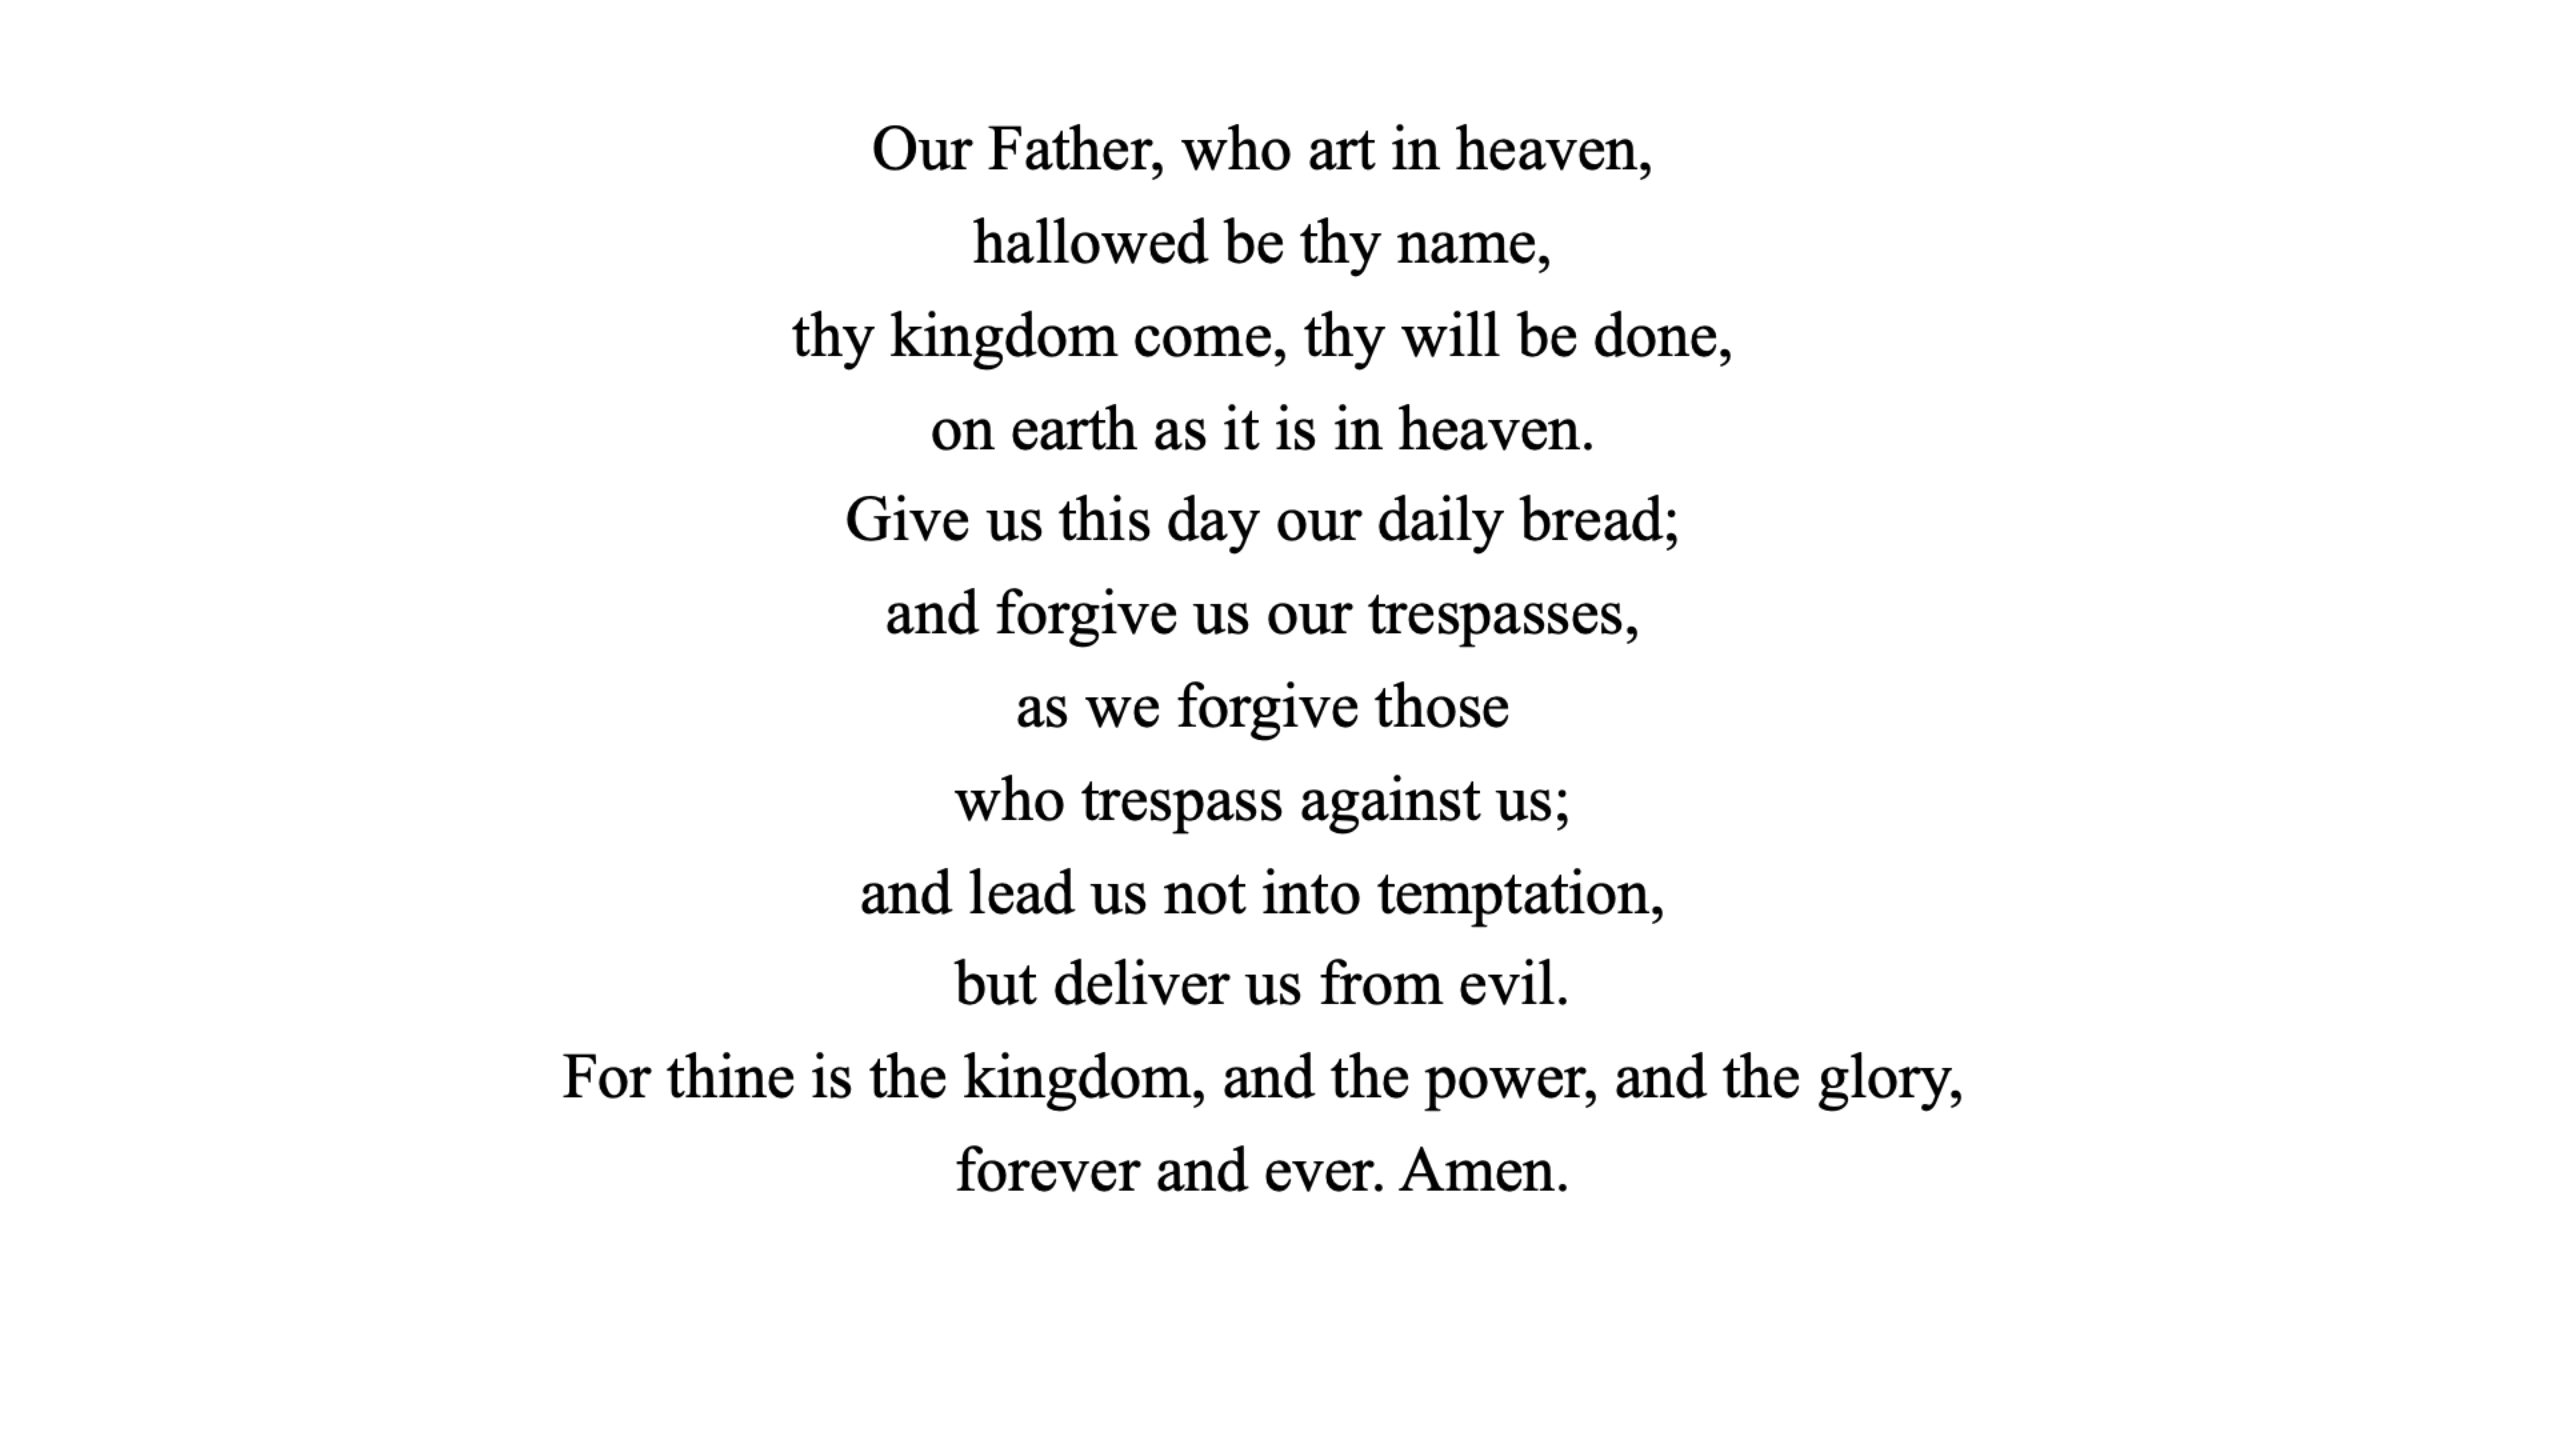 Our Father, who art in heaven,
hallowed be thy name,
thy kingdom come, thy will be done,
on earth as it is in heaven.
Give us this day our daily bread;
and forgive us our trespasses,
as we forgive those
who trespass against us;
and lead us not into temptation,
but deliver us from evil.
For thine is the kingdom, and the power, and the glory,
forever and ever. Amen.